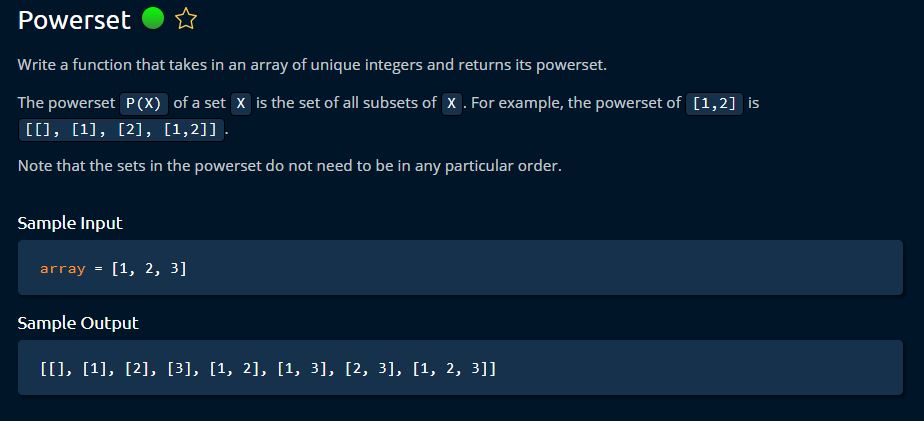 Powerset
Write a function that takes in an array of unique integers and returns its powerset.
The powerset P(X) of a set X is the set of all subsets of X . For example, the powerset of [1,2] is
[[], [1], [2], [1,2]] .
Note that the sets in the powerset do not need to be in any particular order.
Sample Input
array = [1, 2, 3]
Sample Output
[[], [1], [2], [3], [1, 2], [1, 3], [2, 3], [1, 2, 3]]